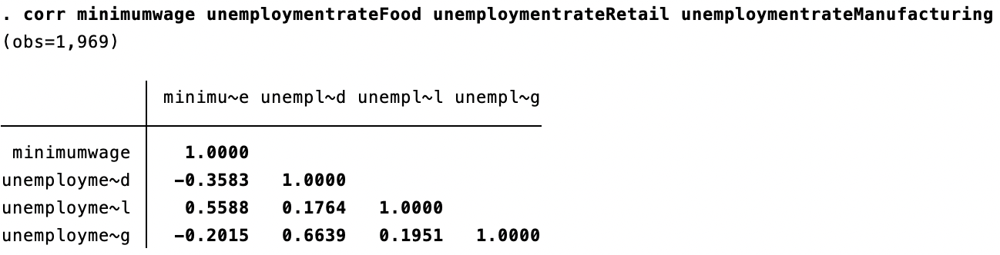 . corr minimumwage unemploymentrateFood unemploymentrateRetail unemploymentrateManufacturing
(obs=1,969)
minimu~e unempl~d unempl~l unempl~g
minimumwage 1.0000
unemployme~d -0.3583 1.0000
unemployme~l 0.5588 0.1764 1.0000
unemployme~g -0.2015 0.6639 0.1951 1.0000